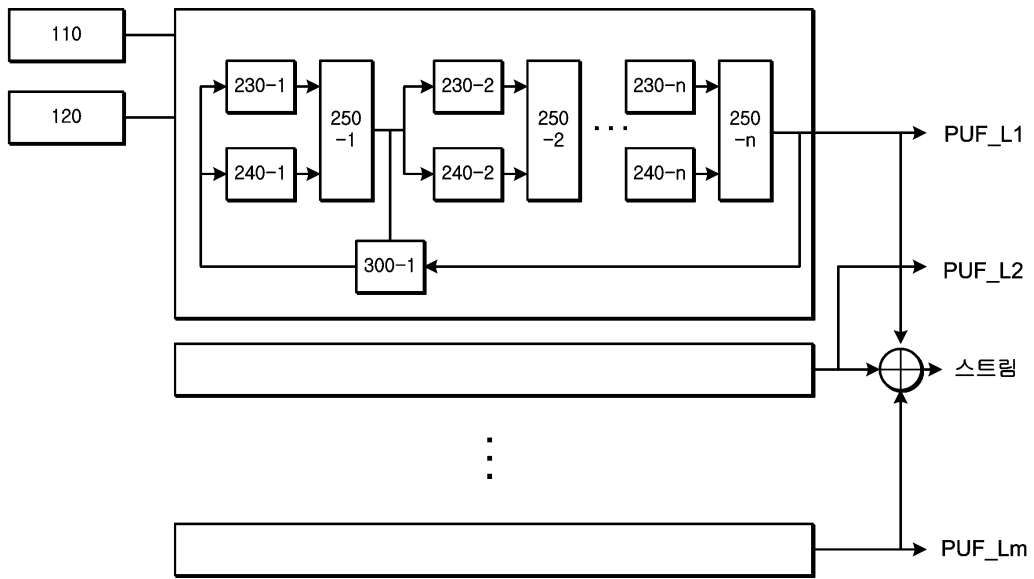 110
120
230-1
240-1
250
-1
230-2
240-2
250
-2
...
230-n
240-n
250
-n
300-1
PUF_L1
PUF_L2
스트림
PUF_Lm